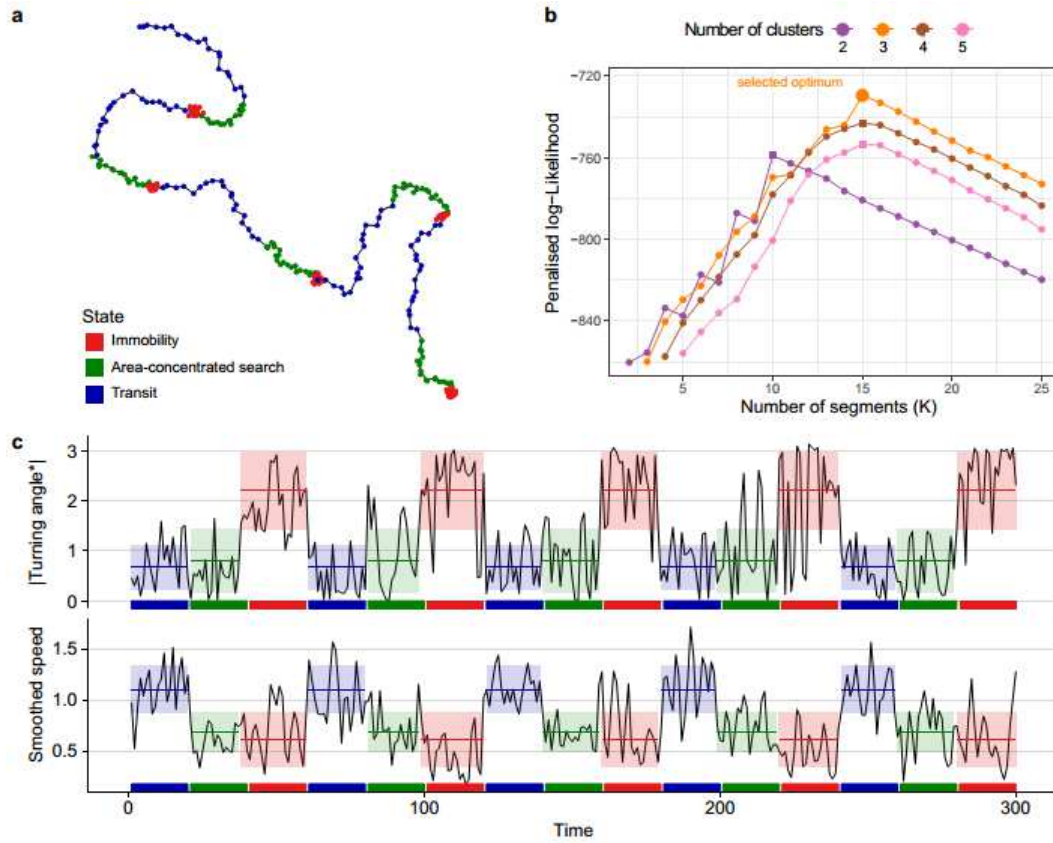 a
State
Immobility
Area-concentrated search
Transit
b
Number of clusters
2 3 4 5
selected optimum
Penalised log-Likelihood
−720
−760
−800
−840
5 10 15 20 25
Number of segments (K)
c
|Turning angle*|
3
2
1
0
Smoothed speed
1.5
1.0
0.5
0 100 200 300
Time